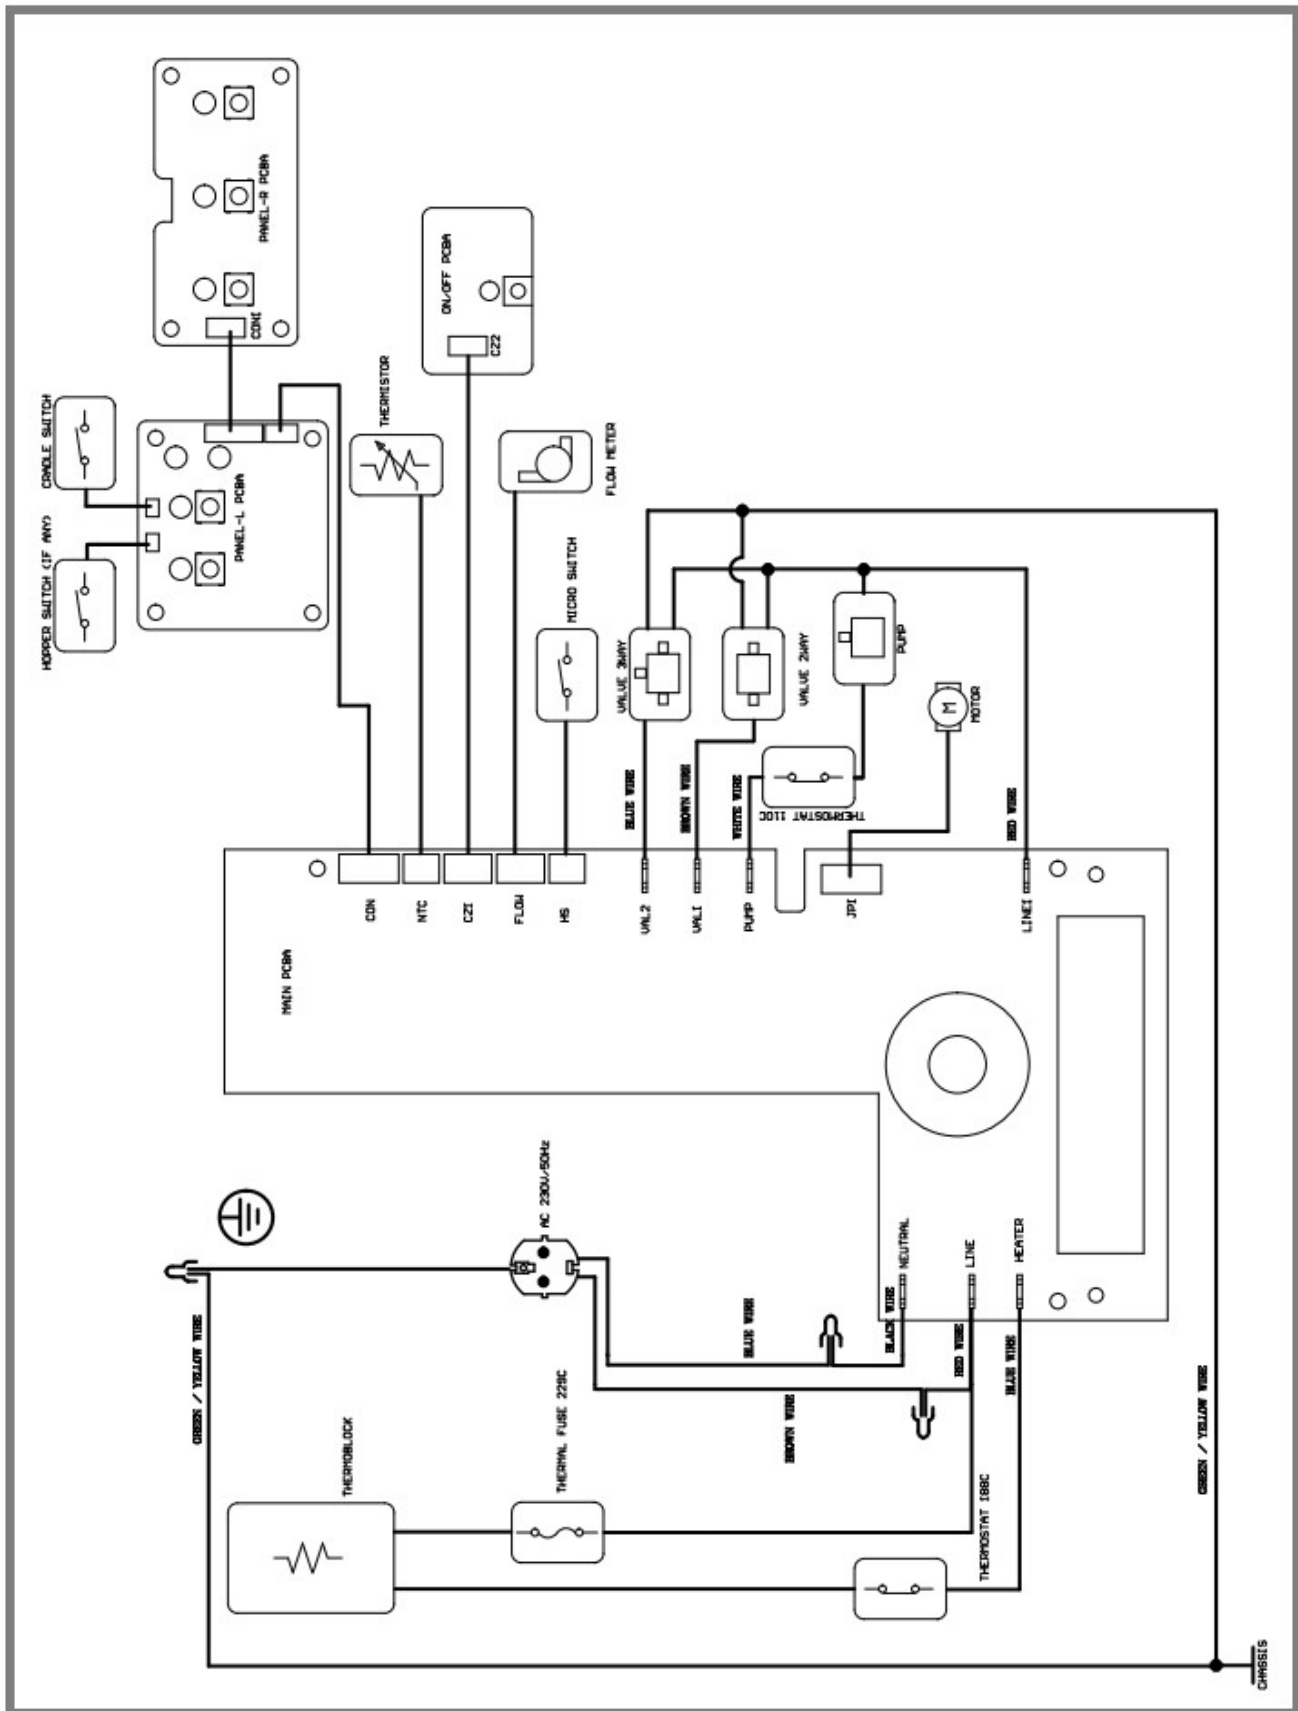 CRADLE SWITCH
HOPPER SWITCH (IF ANY)
PANEL-R PCBA
CON1
PANEL-L PCBA
THERMISTOR
ON/OFF PCBA
CZ2
FLOW METER
MICRO SWITCH
VALVE 3WAY
VALVE 2WAY
PUMP
M
MOTOR
THERMOSTAT 110C
BLUE WIRE
BROWN WIRE
WHITE WIRE
RED WIRE
CON
NTC
CZ1
FLOW
HS
VAL2
VAL1
PUMP
JP1
LINE1
MAIN PCBA
NEUTRAL
LINE
HEATER
AC 230V/50Hz
BLACK WIRE
RED WIRE
BLUE WIRE
BLUE WIRE
BROWN WIRE
GREEN / YELLOW WIRE
GREEN / YELLOW WIRE
THERMOBLOCK
THERMAL FUSE 229C
THERMOSTAT 188C
CHASSIS